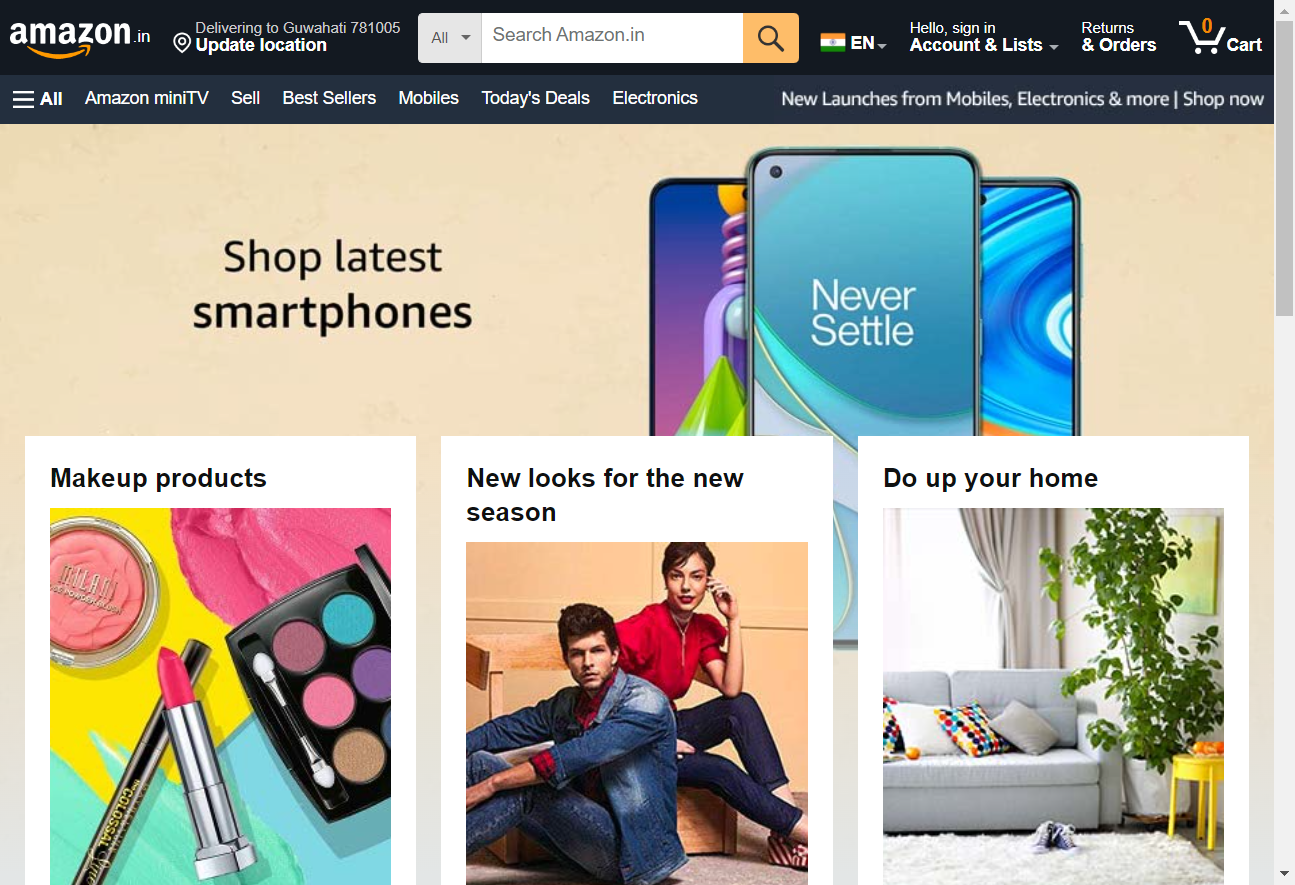 amazon.in
Delivering to Guwahati 781005
Update location
All
Search Amazon.in
EN
Hello, sign in
Account & Lists
Returns
& Orders
0
Cart
All
Amazon miniTV
Sell
Best Sellers
Mobiles
Today's Deals
Electronics
New Launches from Mobiles, Electronics & more | Shop now
Shop latest
smartphones
Never
Settle
Makeup products
New looks for the new
season
Do up your home
MILANI
COLOSSAL